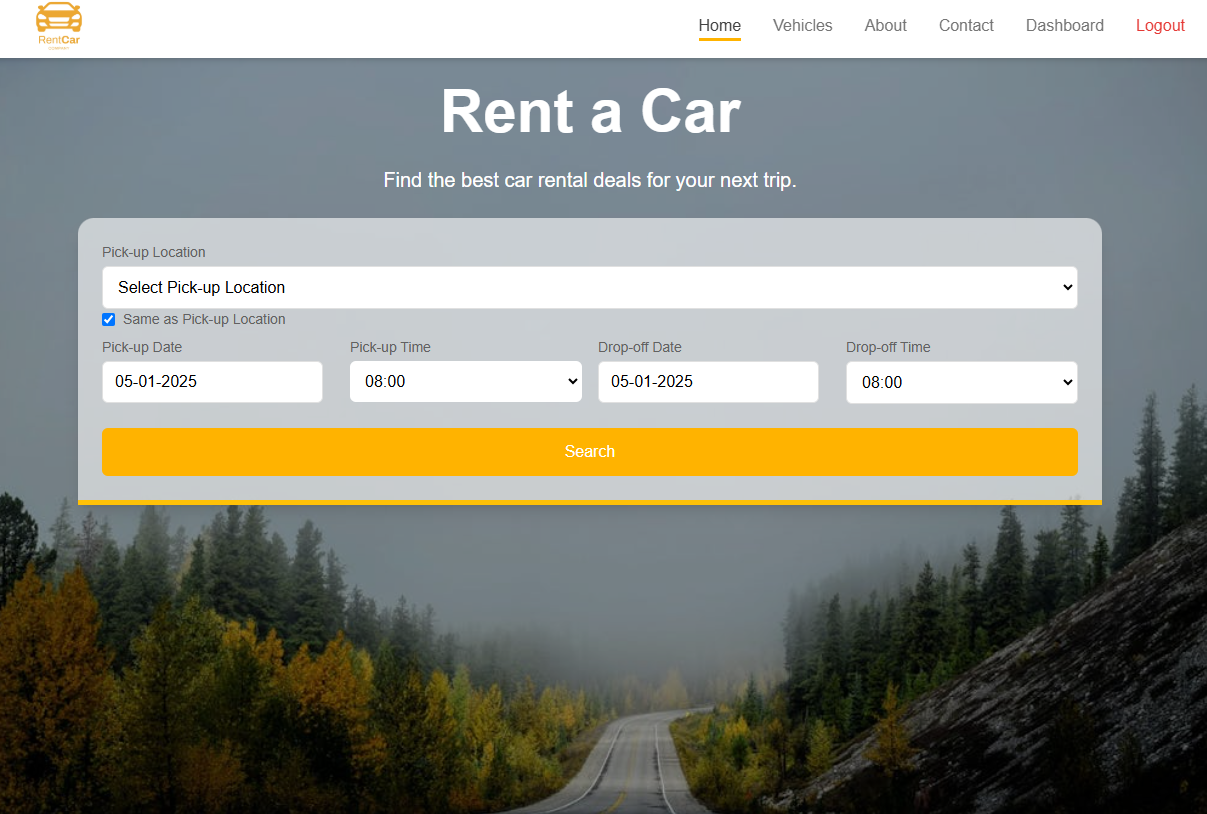 RentCar
COMPANY
Home Vehicles About Contact Dashboard Logout
Rent a Car
Find the best car rental deals for your next trip.
Pick-up Location
Select Pick-up Location
Same as Pick-up Location
Pick-up Date Pick-up Time Drop-off Date Drop-off Time
05-01-2025 08:00 05-01-2025 08:00
Search